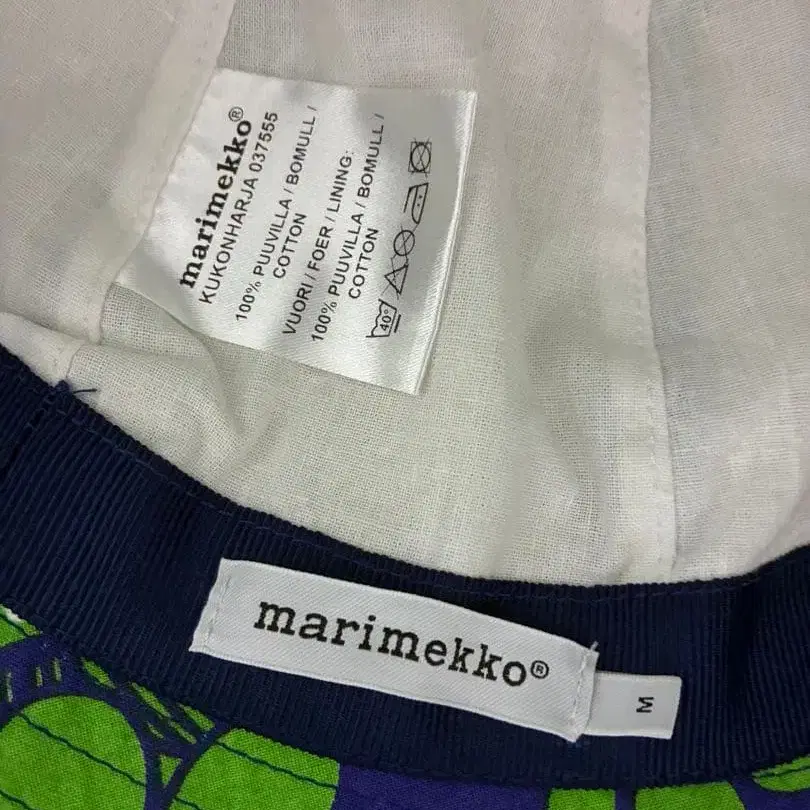 marimekko®
KUKONHARJA 037555
100% PUUVILLA / BOMULL /
COTTON
VUORI / FOER / LINING:
100% PUUVILLA / BOMULL /
COTTON
40°
marimekko®
M